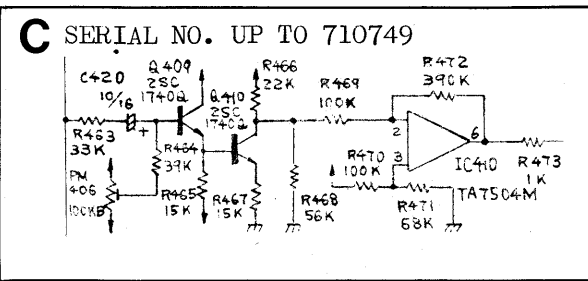 C SERIAL NO. UP TO 710749
C420
10/16
Q409
2SC
1740Q
Q410
2SC
1740Q
R466
22K
R469
100K
R472
390K
R463
33K
+
R464
39K
2
3
6
IC410
TA7504M
R473
1K
PM
406
100KB
R465
15K
R467
15K
R468
56K
R470
100K
R471
68K